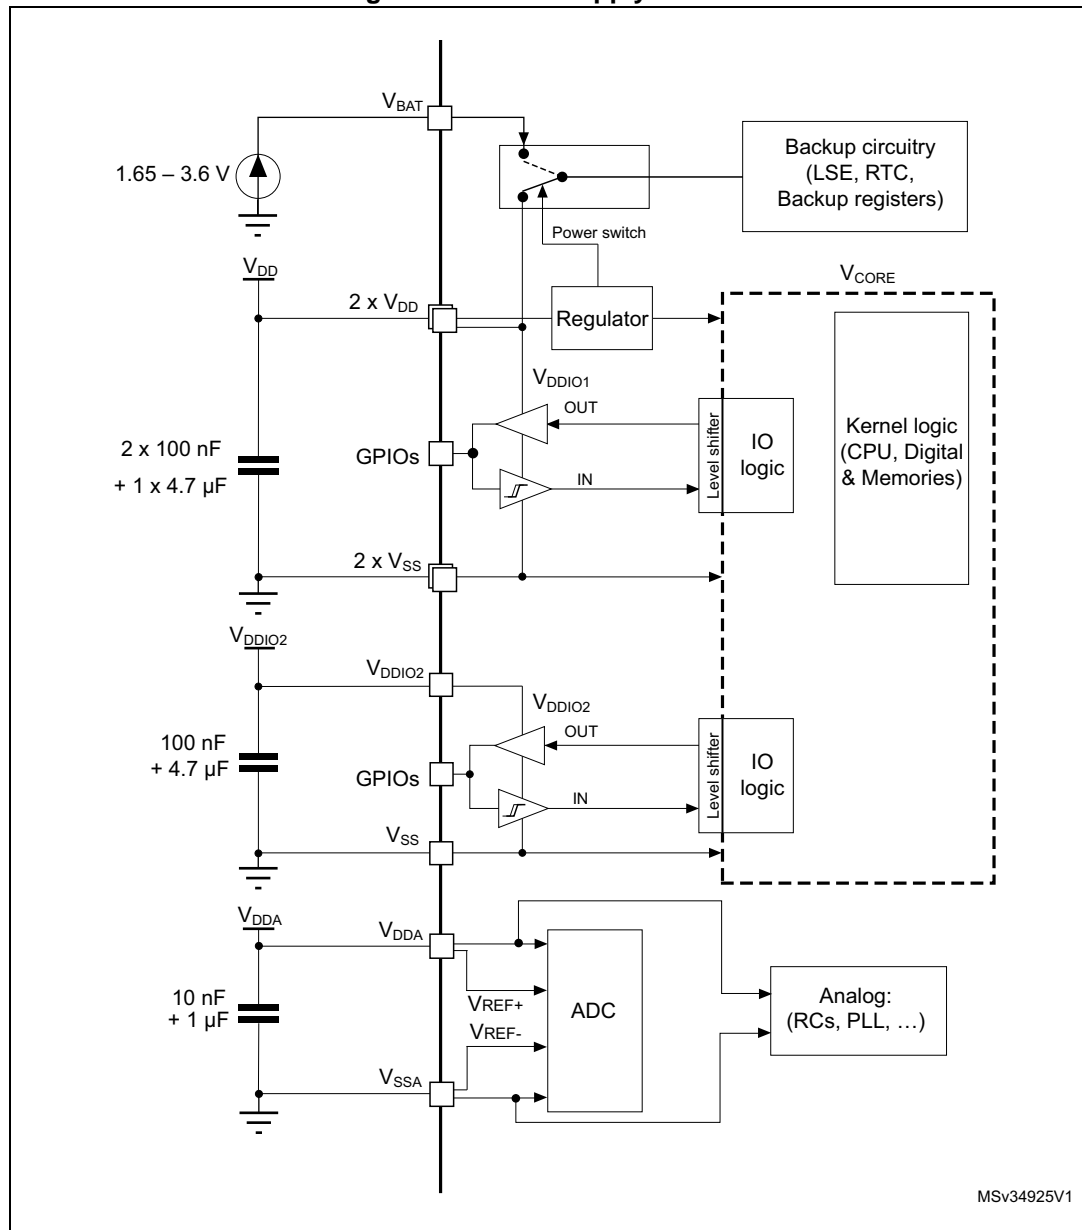 VBAT
1.65 – 3.6 V
Backup circuitry
(LSE, RTC,
Backup registers)
Power switch
VDD
2 x VDD
Regulator
VCORE
VDDIO1
OUT
GPIOs
IN
Level shifter
IO
logic
Kernel logic
(CPU, Digital
& Memories)
2 x 100 nF
+ 1 x 4.7 µF
2 x VSS
VDDIO2
VDDIO2
VDDIO2
OUT
100 nF
+ 4.7 µF
GPIOs
IN
Level shifter
IO
logic
VSS
VDDA
VDDA
10 nF
+ 1 µF
VREF+
VREF-
ADC
Analog:
(RCs, PLL, …)
VSSA
MSv34925V1